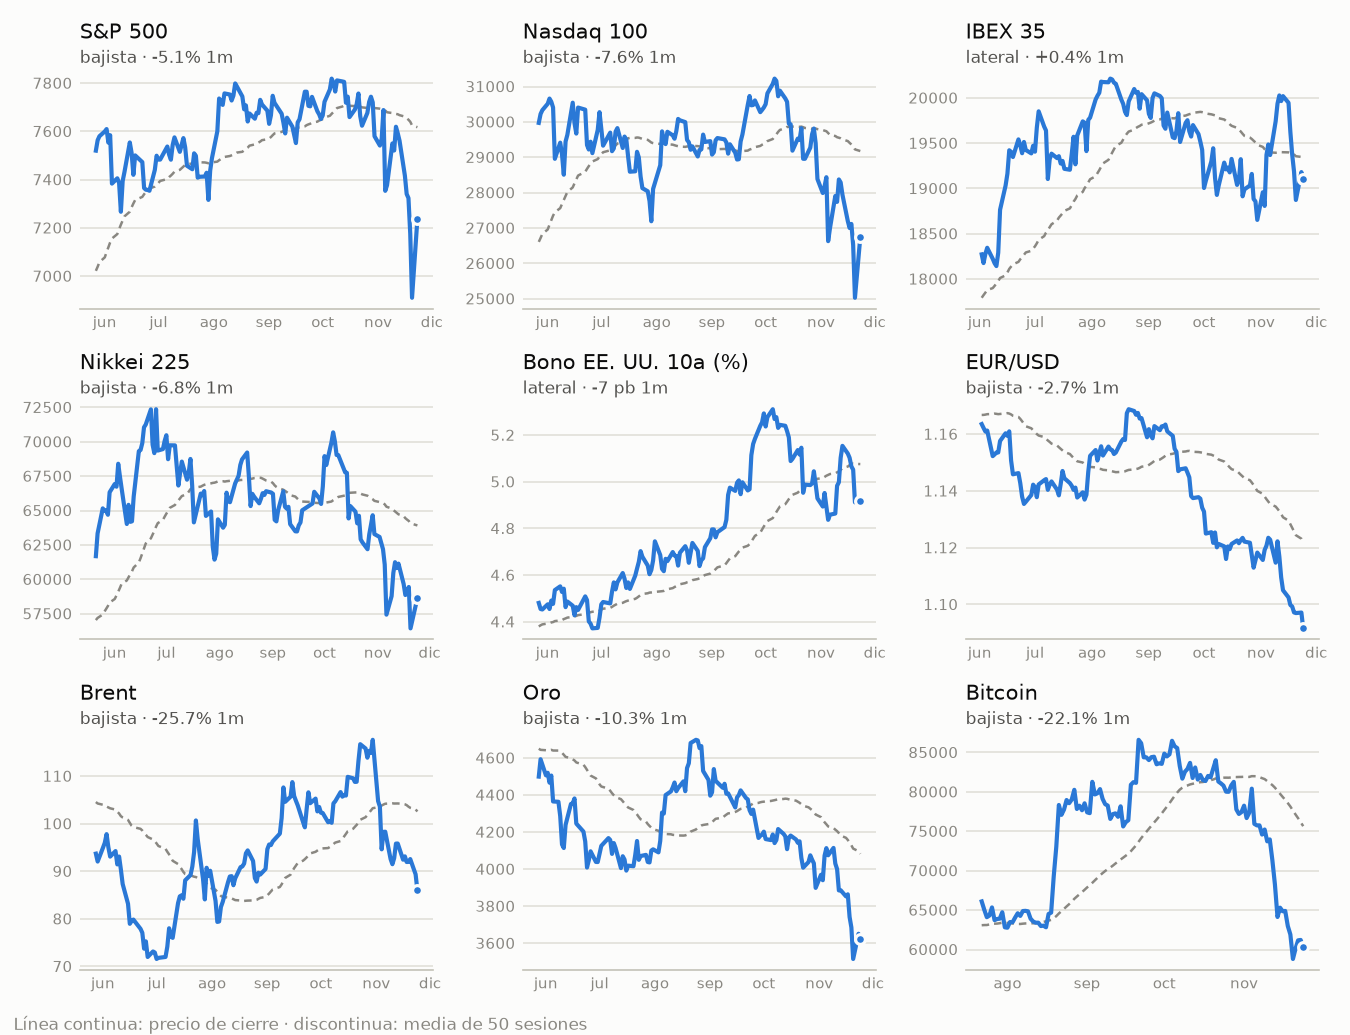 S&P 500
bajista · -5.1% 1m
7800
7600
7400
7200
7000
jun jul ago sep oct nov dic
Nasdaq 100
bajista · -7.6% 1m
31000
30000
29000
28000
27000
26000
25000
jun jul ago sep oct nov dic
IBEX 35
lateral · +0.4% 1m
20000
19500
19000
18500
18000
jun jul ago sep oct nov dic
Nikkei 225
bajista · -6.8% 1m
72500
70000
67500
65000
62500
60000
57500
jun jul ago sep oct nov dic
Bono EE. UU. 10a (%)
lateral · -7 pb 1m
5.2
5.0
4.8
4.6
4.4
jun jul ago sep oct nov dic
EUR/USD
bajista · -2.7% 1m
1.16
1.14
1.12
1.10
jun jul ago sep oct nov dic
Brent
bajista · -25.7% 1m
110
100
90
80
70
jun jul ago sep oct nov dic
Oro
bajista · -10.3% 1m
4600
4400
4200
4000
3800
3600
jun jul ago sep oct nov dic
Bitcoin
bajista · -22.1% 1m
85000
80000
75000
70000
65000
60000
ago sep oct nov
Línea continua: precio de cierre · discontinua: media de 50 sesiones